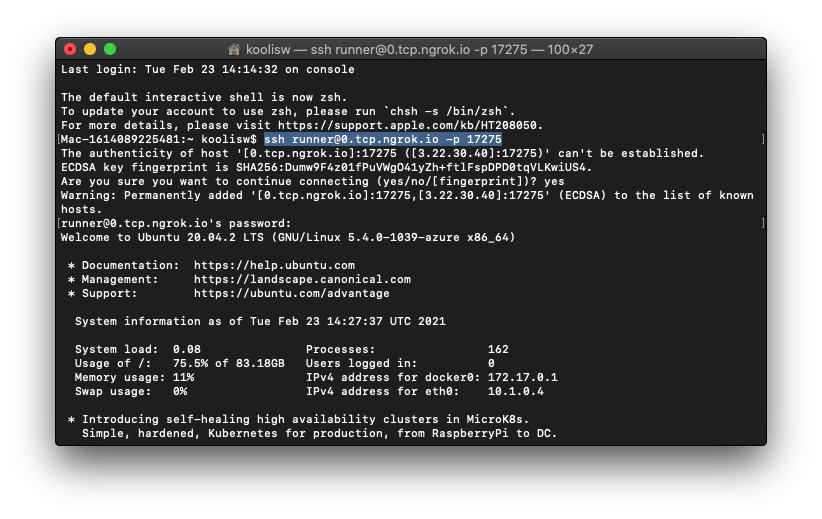 koolisw — ssh runner@0.tcp.ngrok.io -p 17275 — 100×27
Last login: Tue Feb 23 14:14:32 on console
The default interactive shell is now zsh.
To update your account to use zsh, please run `chsh -s /bin/zsh`.
For more details, please visit https://support.apple.com/kb/HT208050.
[Mac-1614089225481:~ koolisw$ ssh runner@0.tcp.ngrok.io -p 17275 ]
The authenticity of host '[0.tcp.ngrok.io]:17275 ([3.22.30.40]:17275)' can't be established.
ECDSA key fingerprint is SHA256:Dumw9F4z01fPuVWgO41yZh+ftlFspDPD0tqVLKwiUS4.
Are you sure you want to continue connecting (yes/no/[fingerprint])? yes
Warning: Permanently added '[0.tcp.ngrok.io]:17275,[3.22.30.40]:17275' (ECDSA) to the list of known
hosts.
[runner@0.tcp.ngrok.io's password: ]
Welcome to Ubuntu 20.04.2 LTS (GNU/Linux 5.4.0-1039-azure x86_64)
* Documentation: https://help.ubuntu.com
* Management: https://landscape.canonical.com
* Support: https://ubuntu.com/advantage
System information as of Tue Feb 23 14:27:37 UTC 2021
System load: 0.08 Processes: 162
Usage of /: 75.5% of 83.18GB Users logged in: 0
Memory usage: 11% IPv4 address for docker0: 172.17.0.1
Swap usage: 0% IPv4 address for eth0: 10.1.0.4
* Introducing self-healing high availability clusters in MicroK8s.
Simple, hardened, Kubernetes for production, from RaspberryPi to DC.